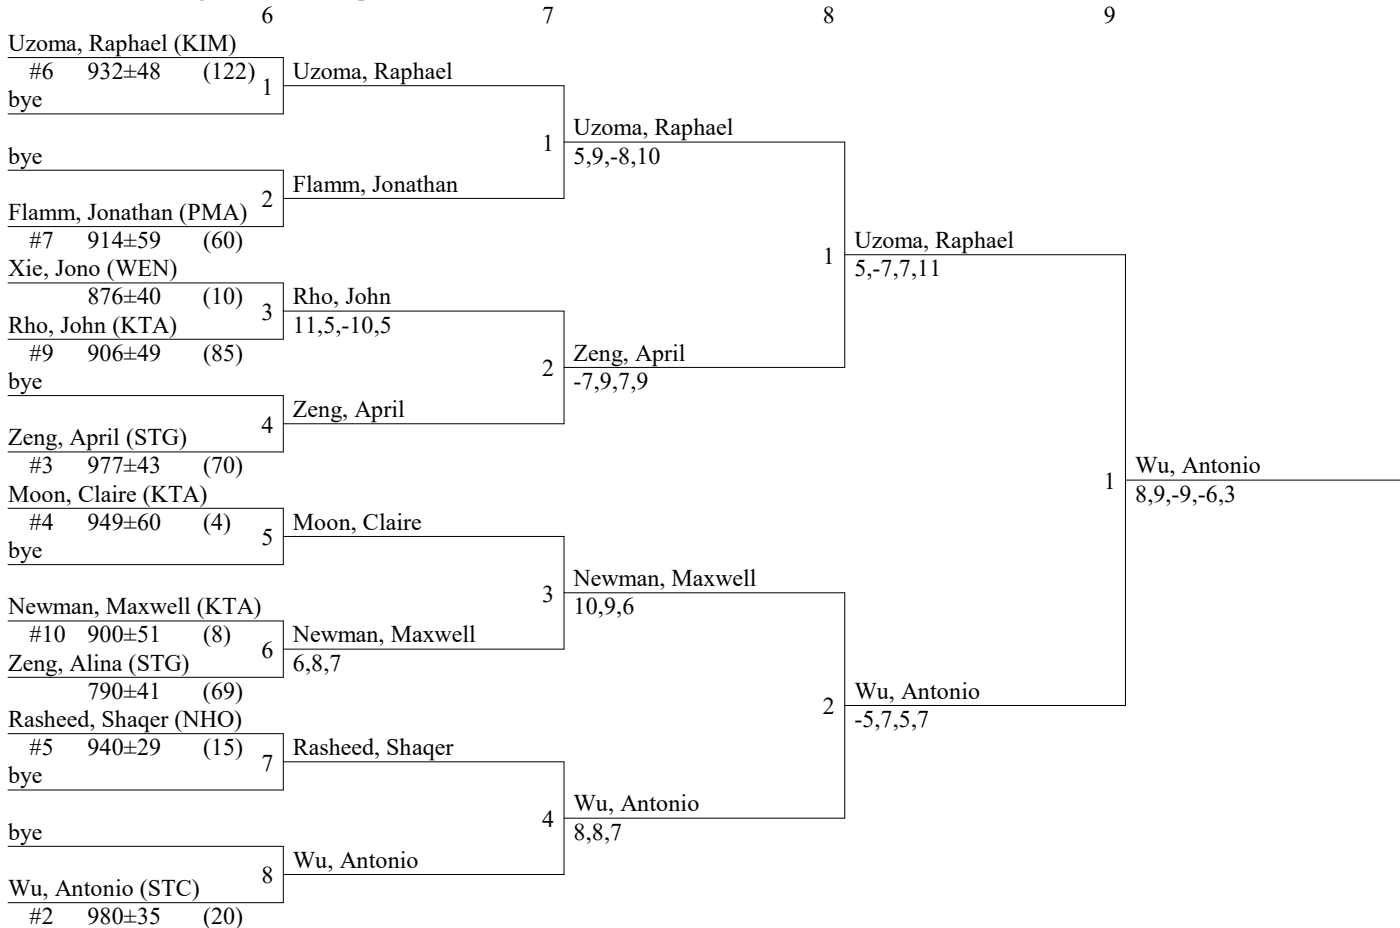 6 7 8 9
Uzoma, Raphael (KIM)
#6 932±48 (122) 1 Uzoma, Raphael
bye
1 Uzoma, Raphael
5,9,-8,10
bye
2 Flamm, Jonathan
Flamm, Jonathan (PMA)
#7 914±59 (60)
1 Uzoma, Raphael
5,-7,7,11
Xie, Jono (WEN)
876±40 (10) 3 Rho, John
11,5,-10,5
Rho, John (KTA)
#9 906±49 (85)
2 Zeng, April
-7,9,7,9
bye
4 Zeng, April
Zeng, April (STG)
#3 977±43 (70)
1 Wu, Antonio
8,9,-9,-6,3
Moon, Claire (KTA)
#4 949±60 (4) 5 Moon, Claire
bye
3 Newman, Maxwell
10,9,6
Newman, Maxwell (KTA)
#10 900±51 (8) 6 Newman, Maxwell
6,8,7
Zeng, Alina (STG)
790±41 (69)
2 Wu, Antonio
-5,7,5,7
Rasheed, Shaqer (NHO)
#5 940±29 (15) 7 Rasheed, Shaqer
bye
4 Wu, Antonio
8,8,7
bye
8 Wu, Antonio
Wu, Antonio (STC)
#2 980±35 (20)